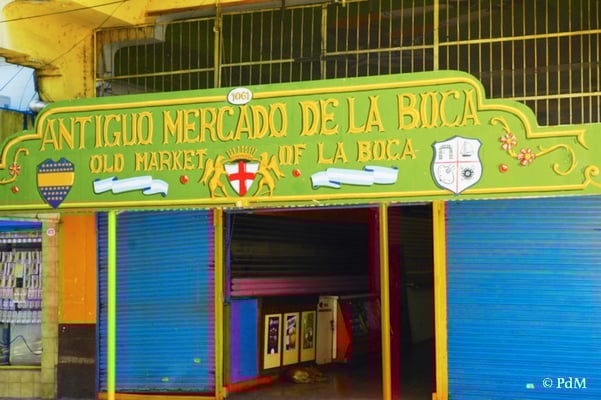 1061
ANTIGUO MERCADO DE LA BOCA
OLD MARKET OF LA BOCA
© PdM